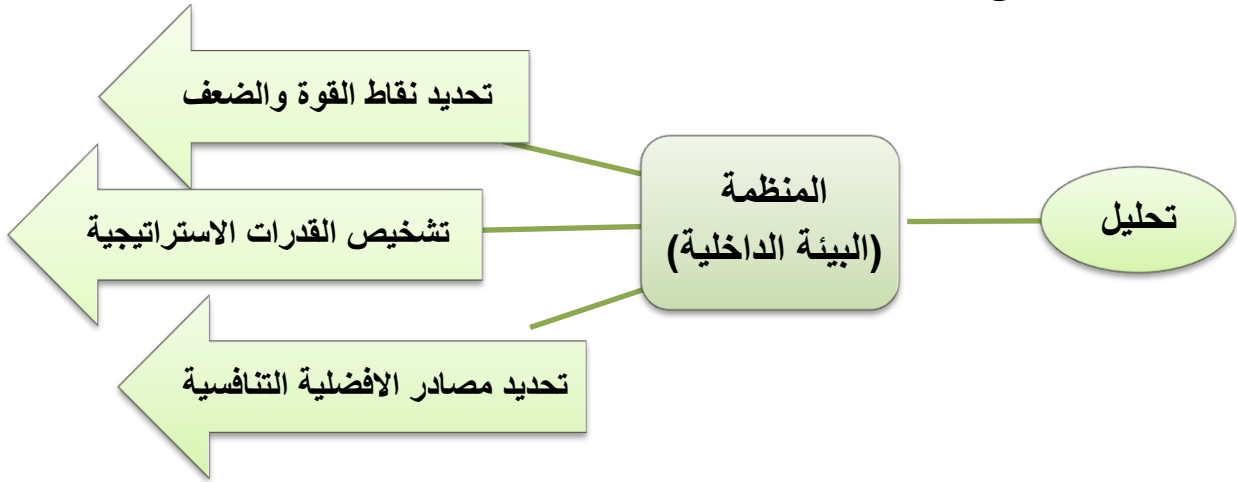 تحليل
المنظمة
(البيئة الداخلية)
تحديد نقاط القوة والضعف
تشخيص القدرات الاستراتيجية
تحديد مصادر الافضلية التنافسية